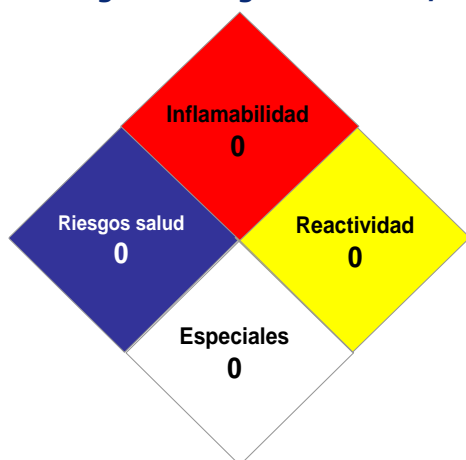 Inflamabilidad
0
Riesgos salud
0
Reactividad
0
Especiales
0